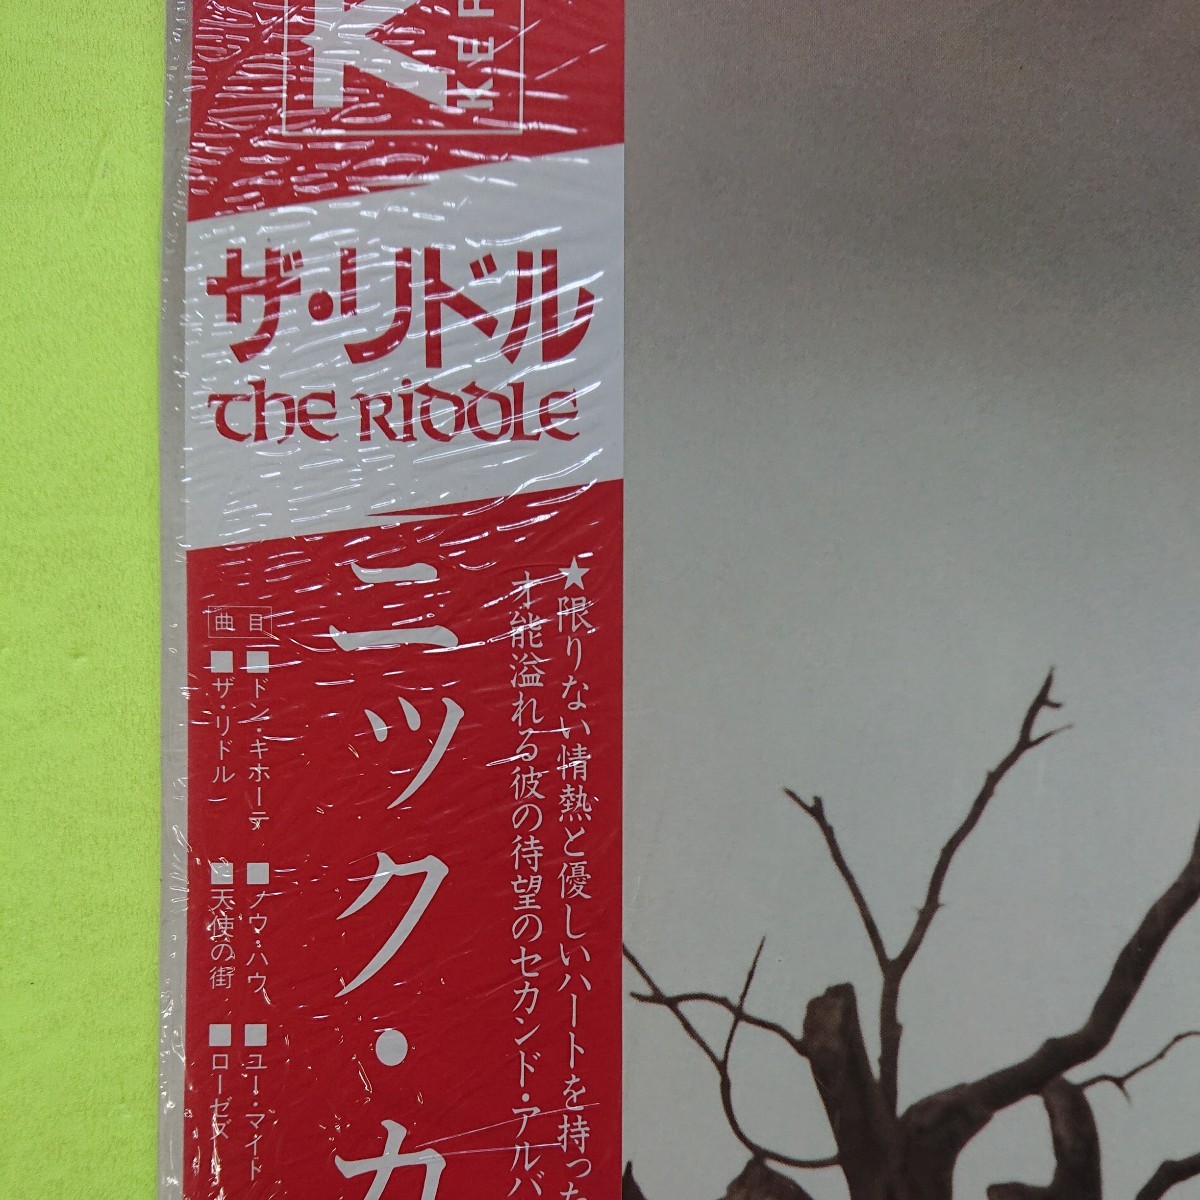 K
ザ・リドル
The RIDDLE
★限りない情熱と優しいハートを持った
才能溢れる彼の待望のセカンド・アルバ
ニック・カ
曲目
■ドン・キホーテ ■ノウ・ハウ ■ユー・マイト
■ザ・リドル ■天使の街 ■ローゼズ